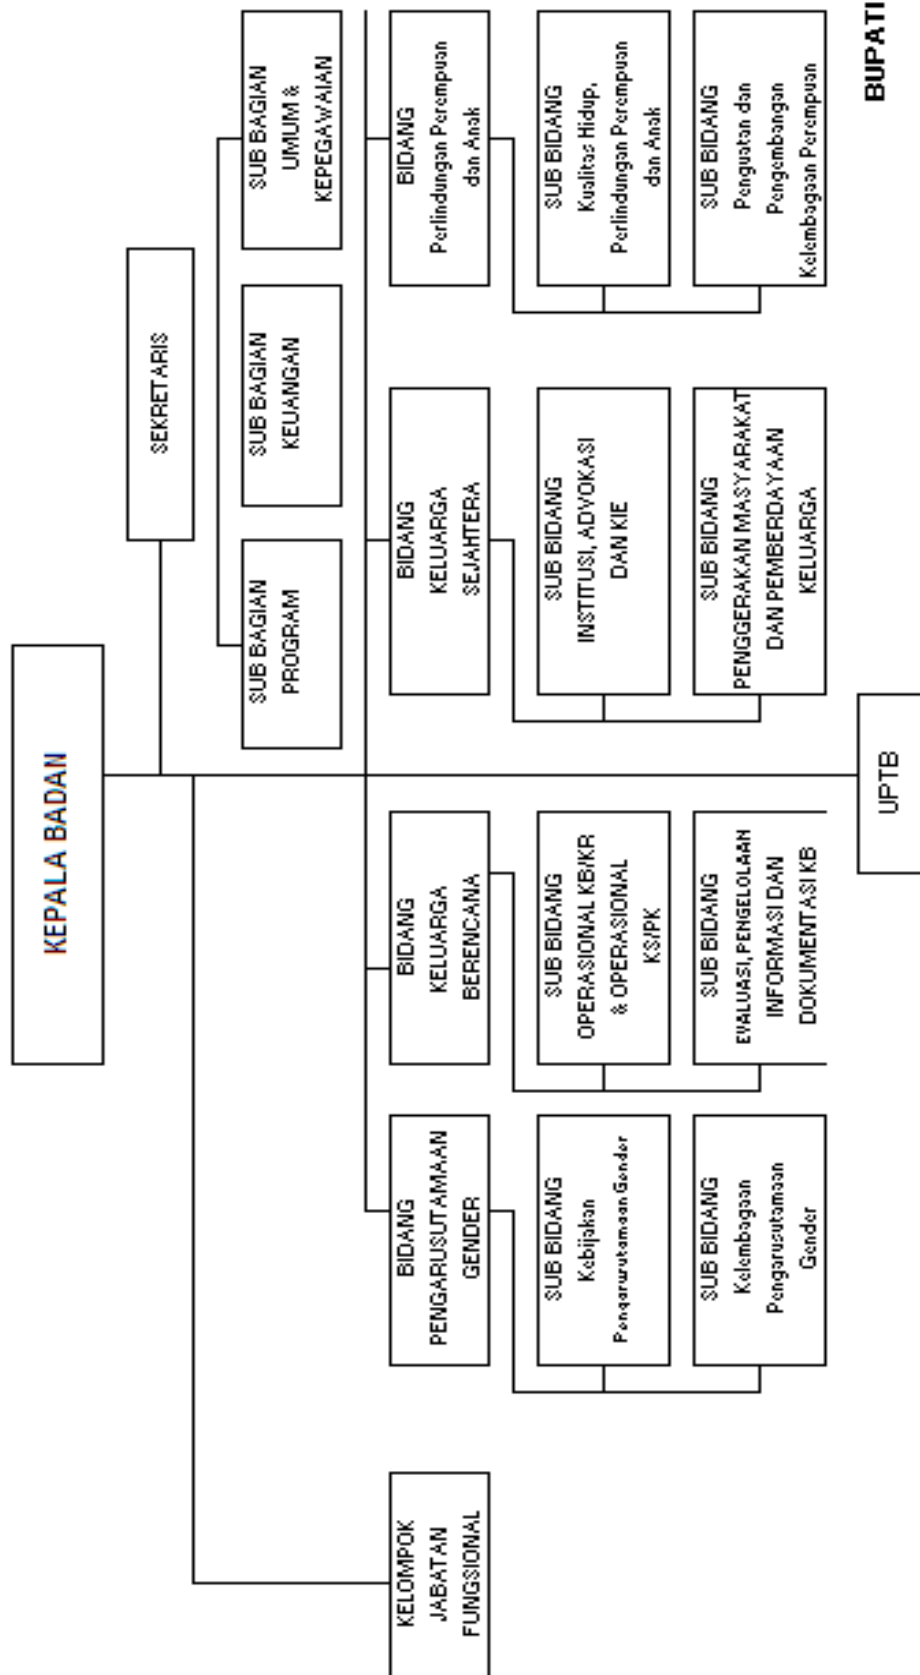 KEPALA BADAN
SEKRETARIS
SUB BAGIAN
PROGRAM
SUB BAGIAN
KEUANGAN
SUB BAGIAN
UMUM &
KEPEGAWAIAN
KELOMPOK
JABATAN
FUNGSIONAL
BIDANG
PENGARUSUTAMAAN
GENDER
BIDANG
KELUARGA
BERENCANA
BIDANG
KELUARGA
SEJAHTERA
BIDANG
Perlindungan Perempuan
dan Anak
SUB BIDANG
Kebijakan
Pengarusutamaan Gender
SUB BIDANG
OPERASIONAL KB/KR
& OPERASIONAL
KS/PK
SUB BIDANG
INSTITUSI, ADVOKASI
DAN KIE
SUB BIDANG
Kualitas Hidup,
Perlindungan Perempuan
dan Anak
SUB BIDANG
Kelembagaan
Pengarusutamaan
Gender
SUB BIDANG
EVALUASI, PENGELOLAAN
INFORMASI DAN
DOKUMENTASI KB
SUB BIDANG
PENGGERAKAN MASYARAKAT
DAN PEMBERDAYAAN
KELUARGA
SUB BIDANG
Penguatan dan
Pengembangan
Kelembagaan Perempuan
UPTB
BUPATI